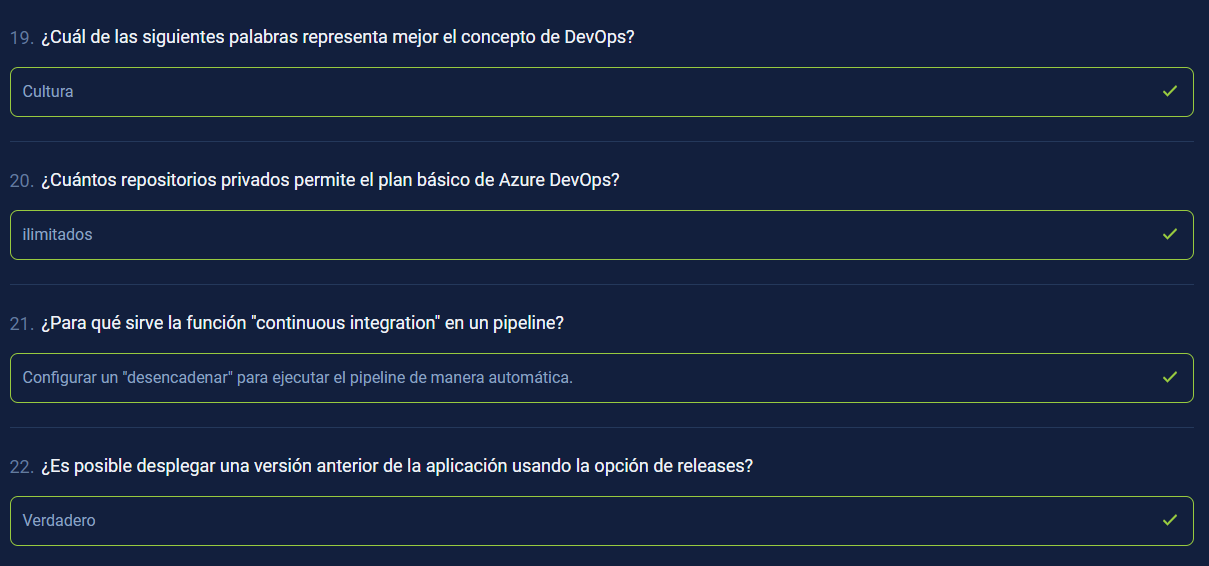 19. ¿Cuál de las siguientes palabras representa mejor el concepto de DevOps?
Cultura
20. ¿Cuántos repositorios privados permite el plan básico de Azure DevOps?
ilimitados
21. ¿Para qué sirve la función "continuous integration" en un pipeline?
Configurar un "desencadenar" para ejecutar el pipeline de manera automática.
22. ¿Es posible desplegar una versión anterior de la aplicación usando la opción de releases?
Verdadero